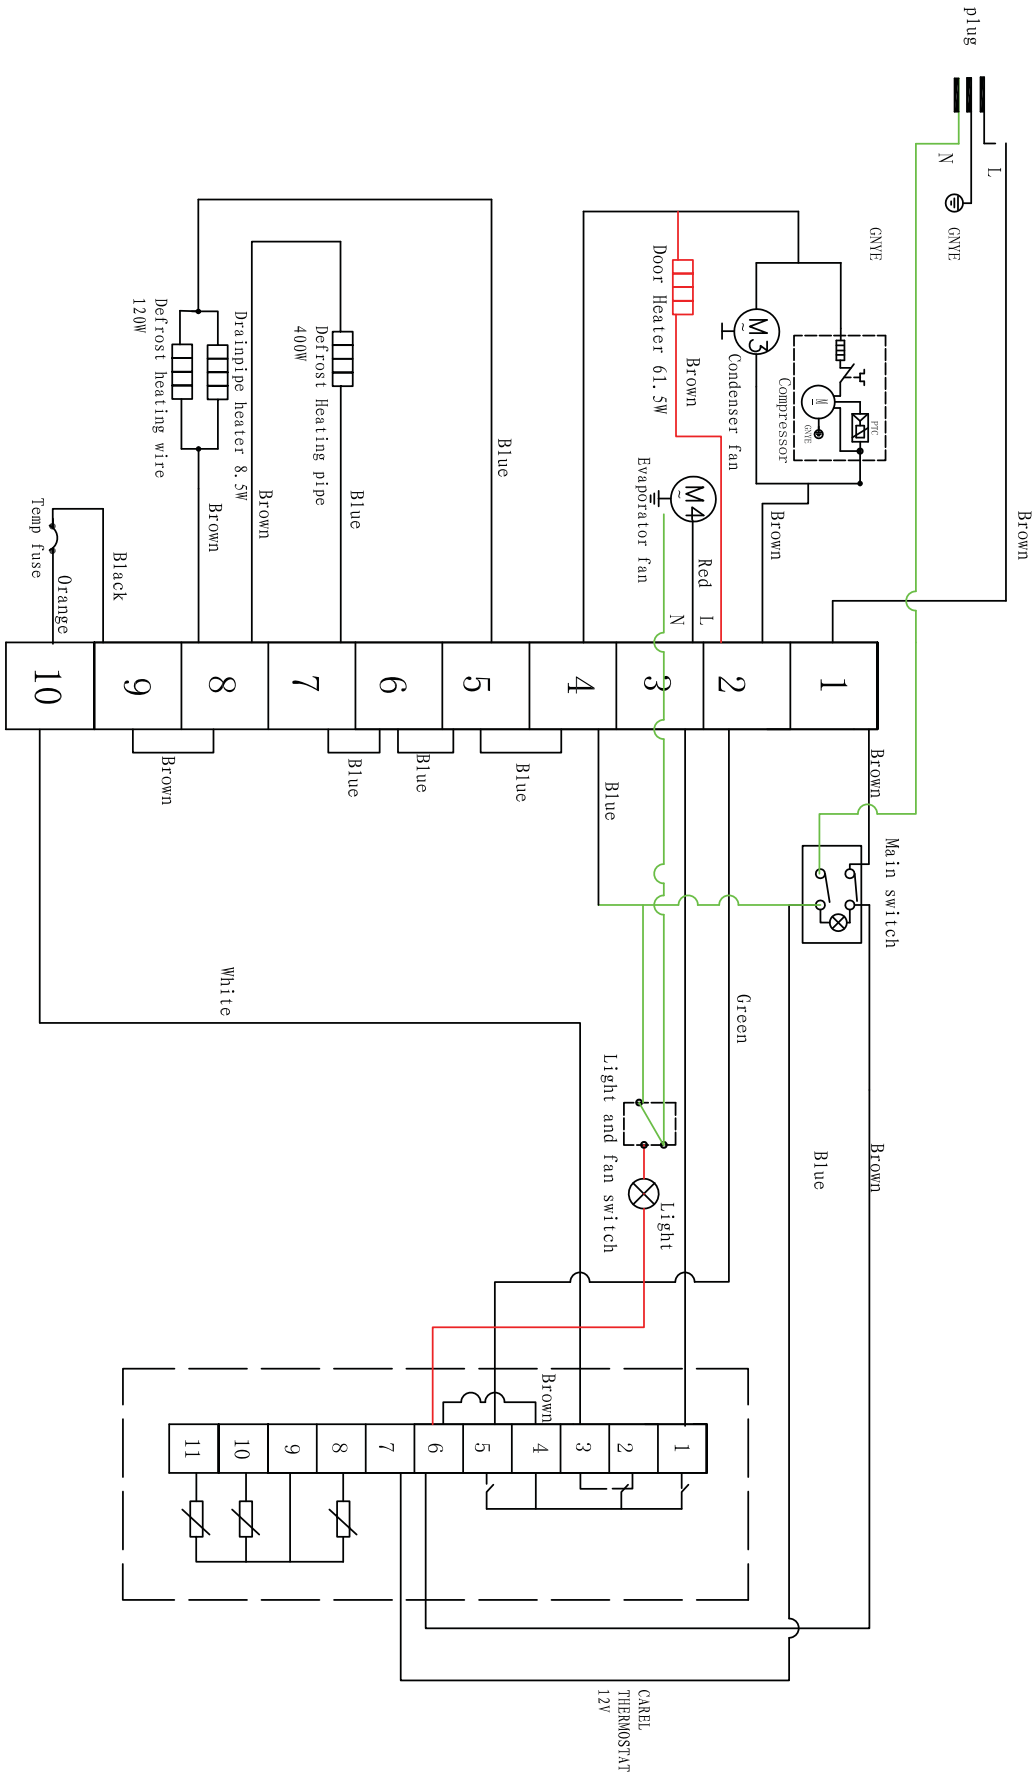 plug
N
L
GNYE
GNYE
Brown
Door Heater 61.5W
Brown
M3
~
Condenser fan
Compressor
M
PTC
GNYE
Evaporator fan
M4
~
Red
N
L
Brown
Defrost heating wire
120W
Drainpipe heater 8.5W
Defrost Heating pipe
400W
Brown
Brown
Blue
Blue
Temp fuse
Orange
Black
10
9
8
7
6
5
4
3
2
1
Brown
Blue
Blue
Blue
Blue
Brown
Main switch
White
Green
Light and fan switch
Light
Blue
Brown
Brown
11
10
9
8
7
6
5
4
3
2
1
CAREL
THERMOSTAT
12V